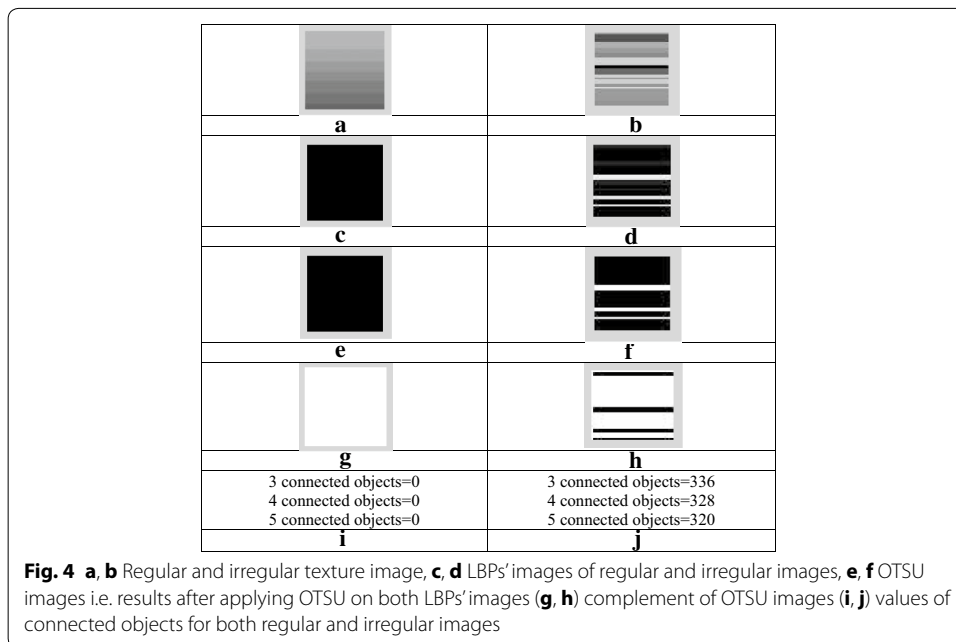 a b
c d
e f
g h
3 connected objects=0 3 connected objects=336
4 connected objects=0 4 connected objects=328
5 connected objects=0 5 connected objects=320
i j
Fig. 4 a, b Regular and irregular texture image, c, d LBPs' images of regular and irregular images, e, f OTSU
images i.e. results after applying OTSU on both LBPs' images (g, h) complement of OTSU images (i, j) values of
connected objects for both regular and irregular images